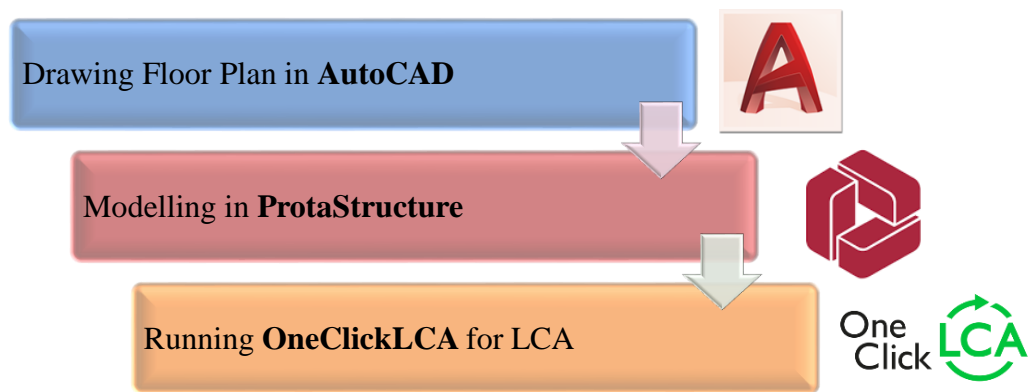 Drawing Floor Plan in AutoCAD
Modelling in ProtaStructure
Running OneClickLCA for LCA
One
Click LCA